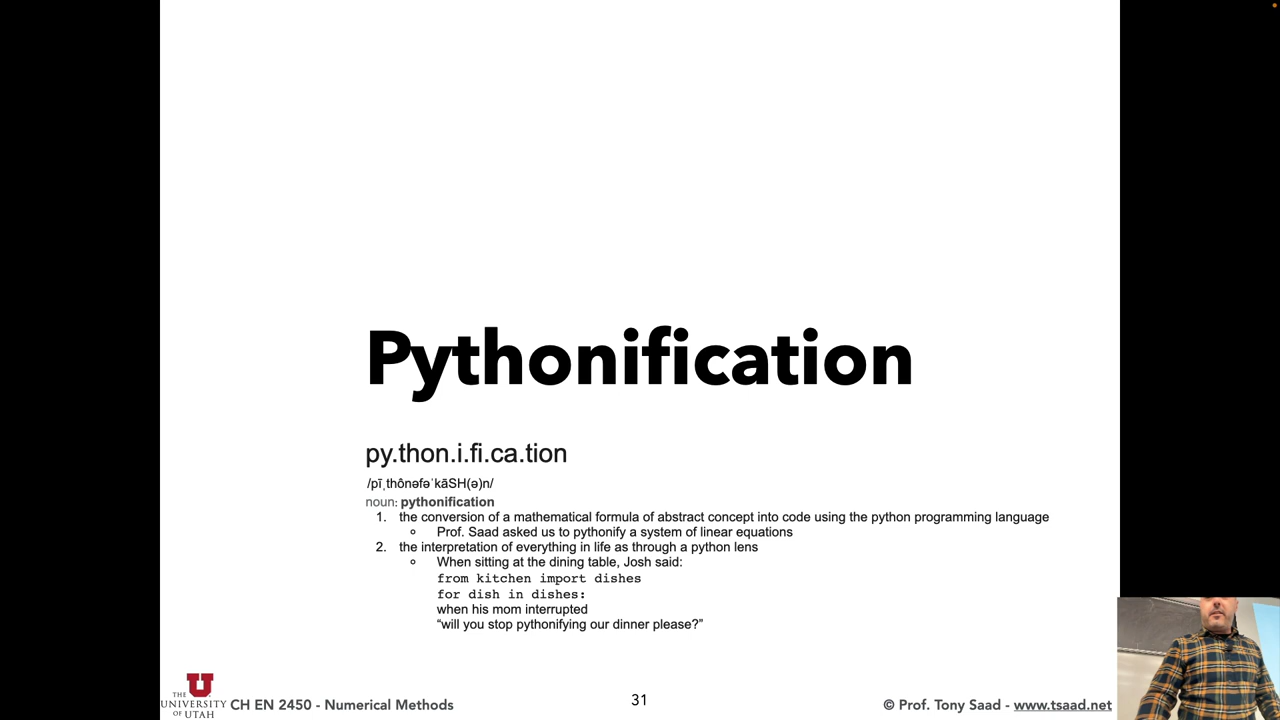 Pythonification
py.thon.i.fi.ca.tion
/pīˌthônəfəˈkāSH(ə)n/
noun: pythonification
1. the conversion of a mathematical formula of abstract concept into code using the python programming language
Prof. Saad asked us to pythonify a system of linear equations
2. the interpretation of everything in life as through a python lens
When sitting at the dining table, Josh said:
from kitchen import dishes
for dish in dishes:
when his mom interrupted
“will you stop pythonifying our dinner please?”
THE
UNIVERSITY
OF UTAH
CH EN 2450 - Numerical Methods
31
© Prof. Tony Saad - www.tsaad.net